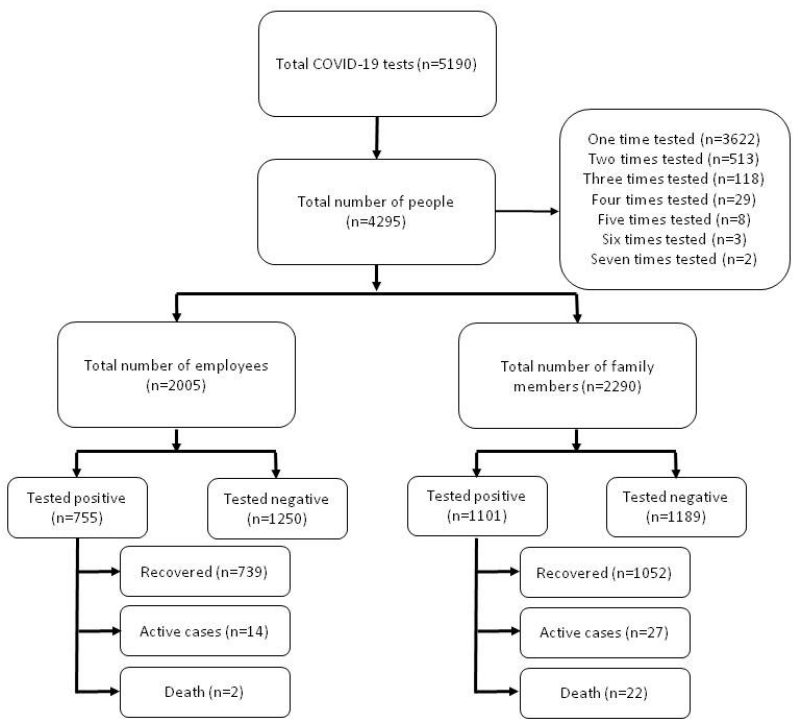 Total COVID-19 tests (n=5190)
Total number of people
(n=4295)
One time tested (n=3622)
Two times tested (n=513)
Three times tested (n=118)
Four times tested (n=29)
Five times tested (n=8)
Six times tested (n=3)
Seven times tested (n=2)
Total number of employees
(n=2005)
Total number of family
members (n=2290)
Tested positive
(n=755)
Tested negative
(n=1250)
Tested positive
(n=1101)
Tested negative
(n=1189)
Recovered (n=739)
Active cases (n=14)
Death (n=2)
Recovered (n=1052)
Active cases (n=27)
Death (n=22)